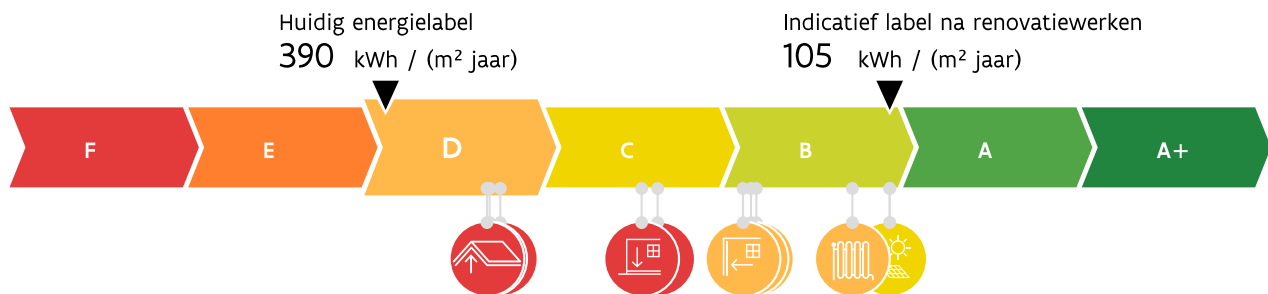 Huidig energielabel
390 kWh / (m² jaar)
Indicatief label na renovatiewerken
105 kWh / (m² jaar)
F E D C B A A+